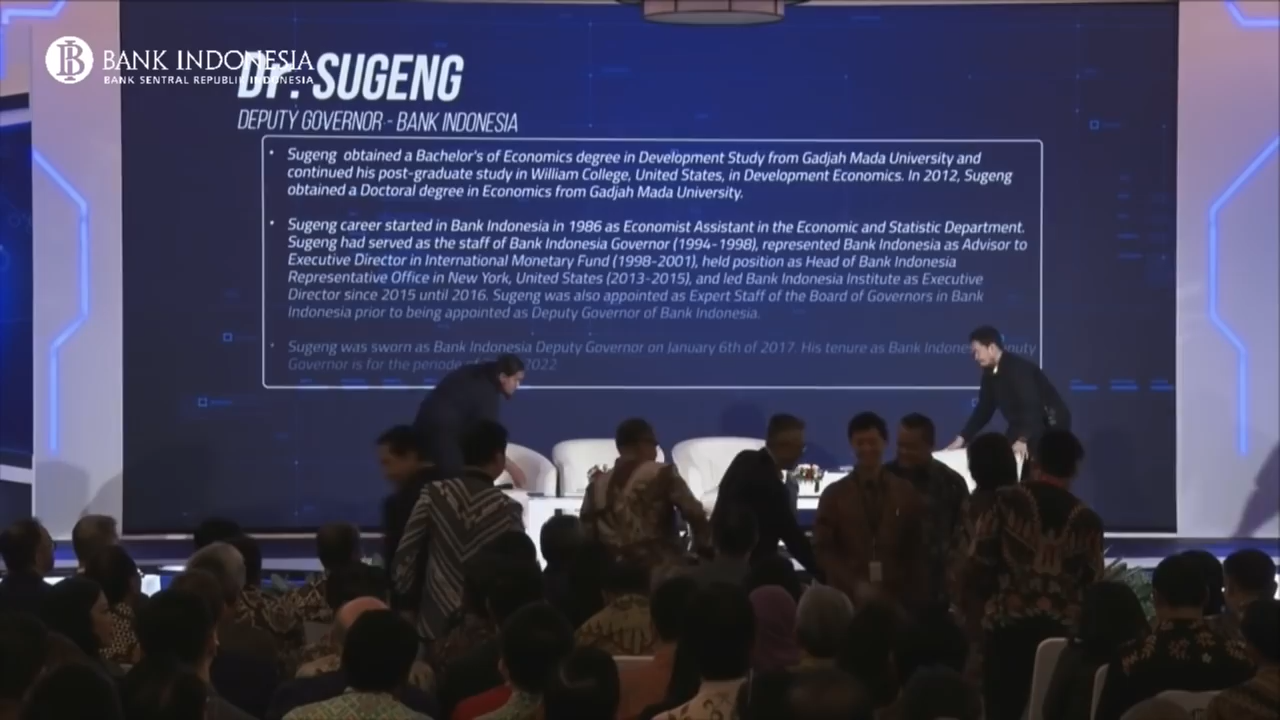 BANK INDONESIA
BANK SENTRAL REPUBLIK INDONESIA
Dr. SUGENG
DEPUTY GOVERNOR - BANK INDONESIA
• Sugeng obtained a Bachelor's of Economics degree in Development Study from Gadjah Mada University and
continued his post-graduate study in William College, United States, in Development Economics. In 2012, Sugeng
obtained a Doctoral degree in Economics from Gadjah Mada University.
• Sugeng career started in Bank Indonesia in 1986 as Economist Assistant in the Economic and Statistic Department.
Sugeng had served as the staff of Bank Indonesia Governor (1994-1998), represented Bank Indonesia as Advisor to
Executive Director in International Monetary Fund (1998-2001), held position as Head of Bank Indonesia
Representative Office in New York, United States (2013-2015), and led Bank Indonesia Institute as Executive
Director since 2015 until 2016. Sugeng was also appointed as Expert Staff of the Board of Governors in Bank
Indonesia prior to being appointed as Deputy Governor of Bank Indonesia.
• Sugeng was sworn as Bank Indonesia Deputy Governor on January 6th of 2017. His tenure as Bank Deputy
Governor is for the periode of 2022